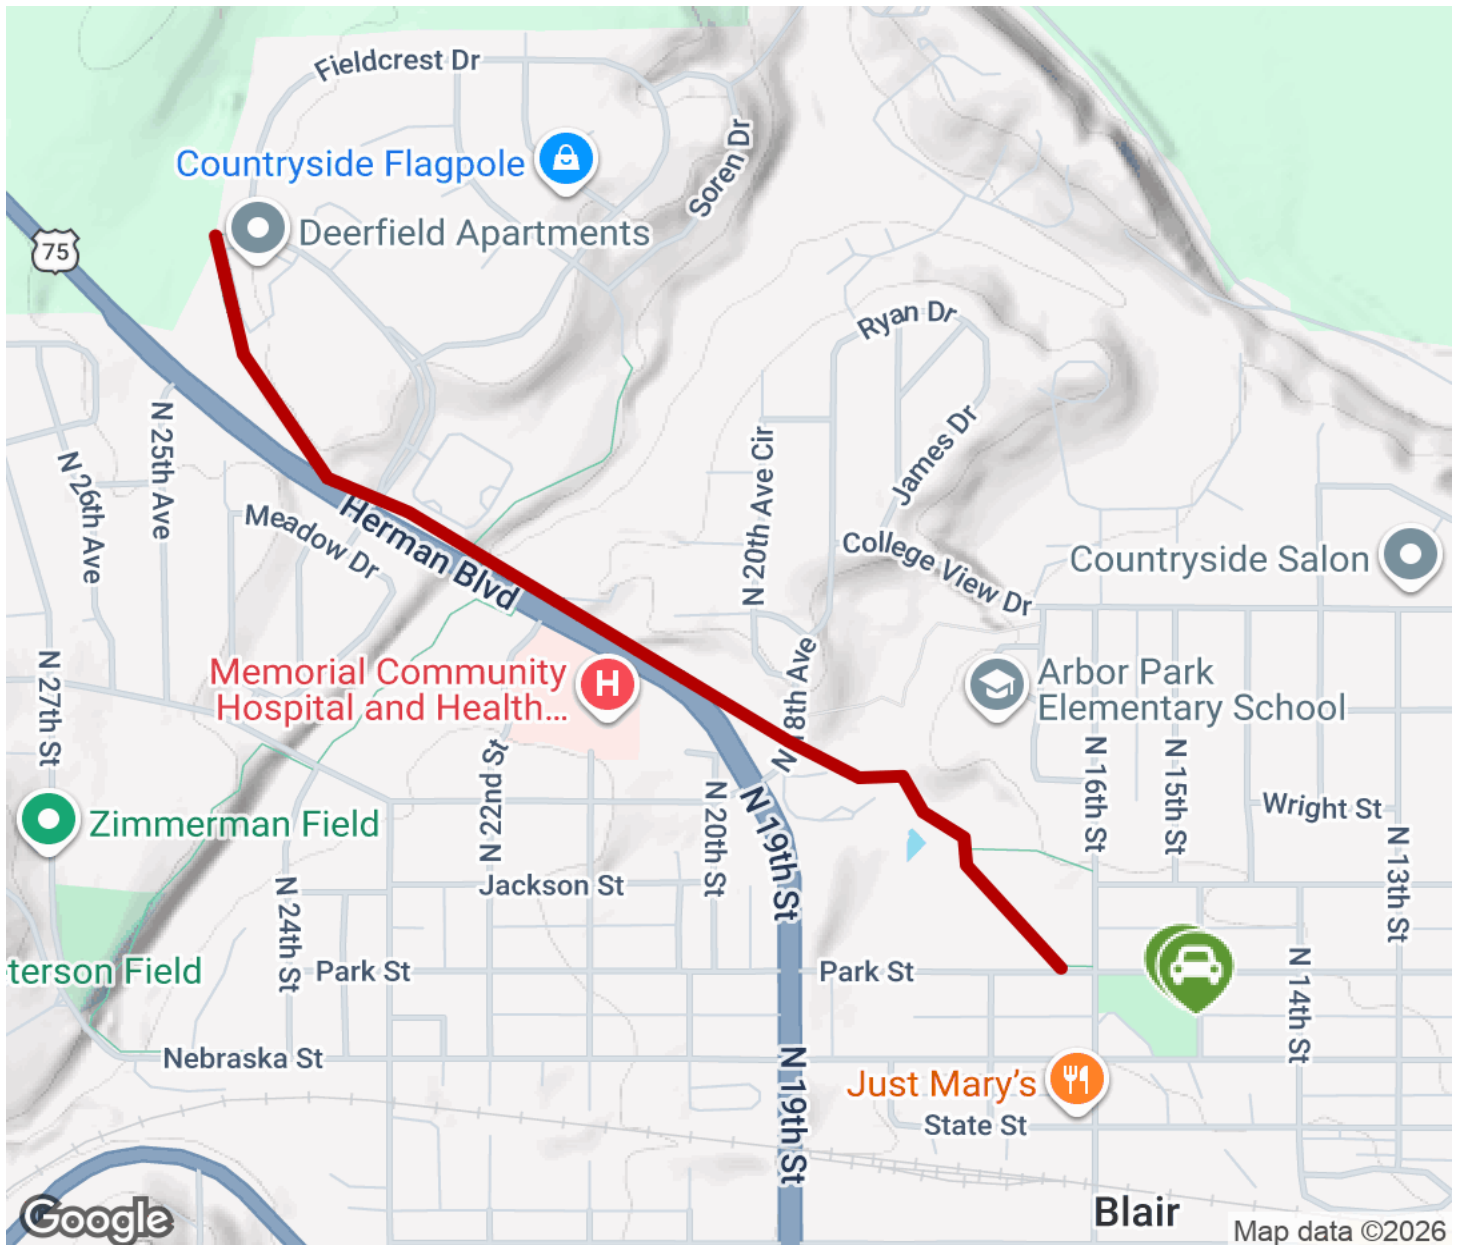 Fieldcrest Dr
Soren Dr
Countryside Flagpole
Deerfield Apartments
75
Ryan Dr
James Dr
N 25th Ave
N 26th Ave
Meadow Dr
Herman Blvd
N 20th Ave Cir
College View Dr
Countryside Salon
N 27th St
Memorial Community
Hospital and Health...
H
N 18th Ave
Arbor Park
Elementary School
Zimmerman Field
N 22nd St
N 20th St
N 19th St
N 16th St
N 15th St
Wright St
N 13th St
Jackson St
N 24th St
terson Field
Park St
Park St
N 14th St
Nebraska St
N 19th St
Just Mary's
State St
Blair
Google
Map data ©2026